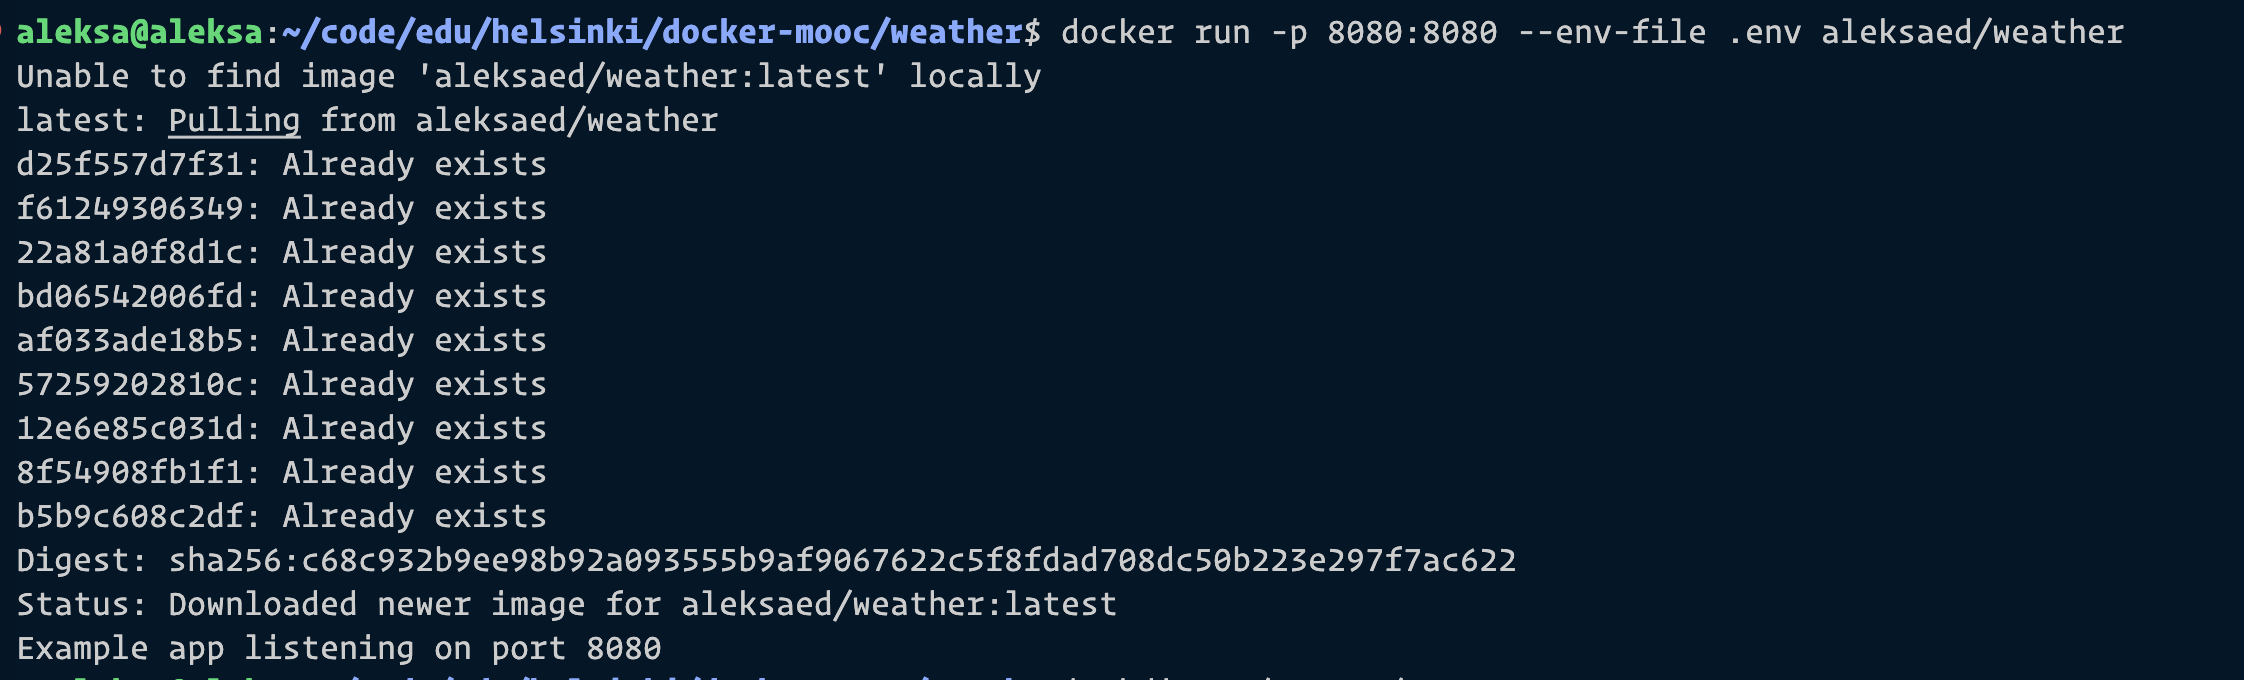 aleksa@aleksa:~/code/edu/helsinki/docker-mooc/weather$ docker run -p 8080:8080 --env-file .env aleksaed/weather
Unable to find image 'aleksaed/weather:latest' locally
latest: Pulling from aleksaed/weather
d25f557d7f31: Already exists
f61249306349: Already exists
22a81a0f8d1c: Already exists
bd06542006fd: Already exists
af033ade18b5: Already exists
57259202810c: Already exists
12e6e85c031d: Already exists
8f54908fb1f1: Already exists
b5b9c608c2df: Already exists
Digest: sha256:c68c932b9ee98b92a093555b9af9067622c5f8fdad708dc50b223e297f7ac622
Status: Downloaded newer image for aleksaed/weather:latest
Example app listening on port 8080